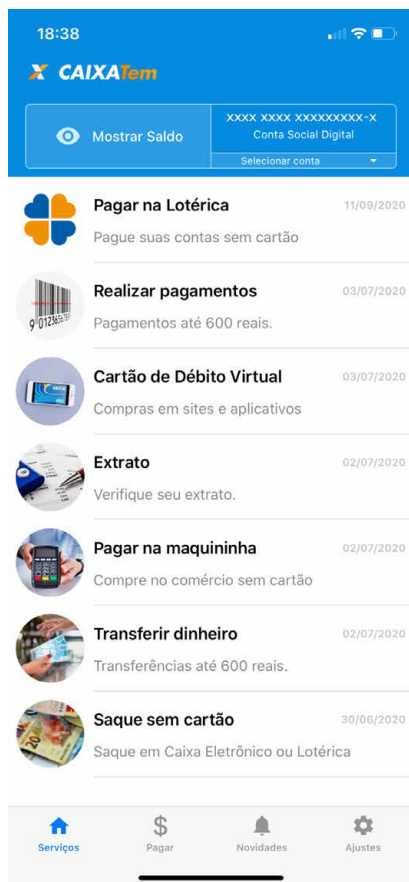 18:38
CAIXATem
Mostrar Saldo
XXXX XXXX XXXXXXXXX-X
Conta Social Digital
Selecionar conta
Pagar na Lotérica
11/09/2020
Pague suas contas sem cartão
Realizar pagamentos
03/07/2020
Pagamentos até 600 reais.
Cartão de Débito Virtual
03/07/2020
Compras em sites e aplicativos
Extrato
02/07/2020
Verifique seu extrato.
Pagar na maquininha
02/07/2020
Compre no comércio sem cartão
Transferir dinheiro
02/07/2020
Transferências até 600 reais.
Saque sem cartão
30/06/2020
Saque em Caixa Eletrônico ou Lotérica
Serviços
Pagar
Novidades
Ajustes